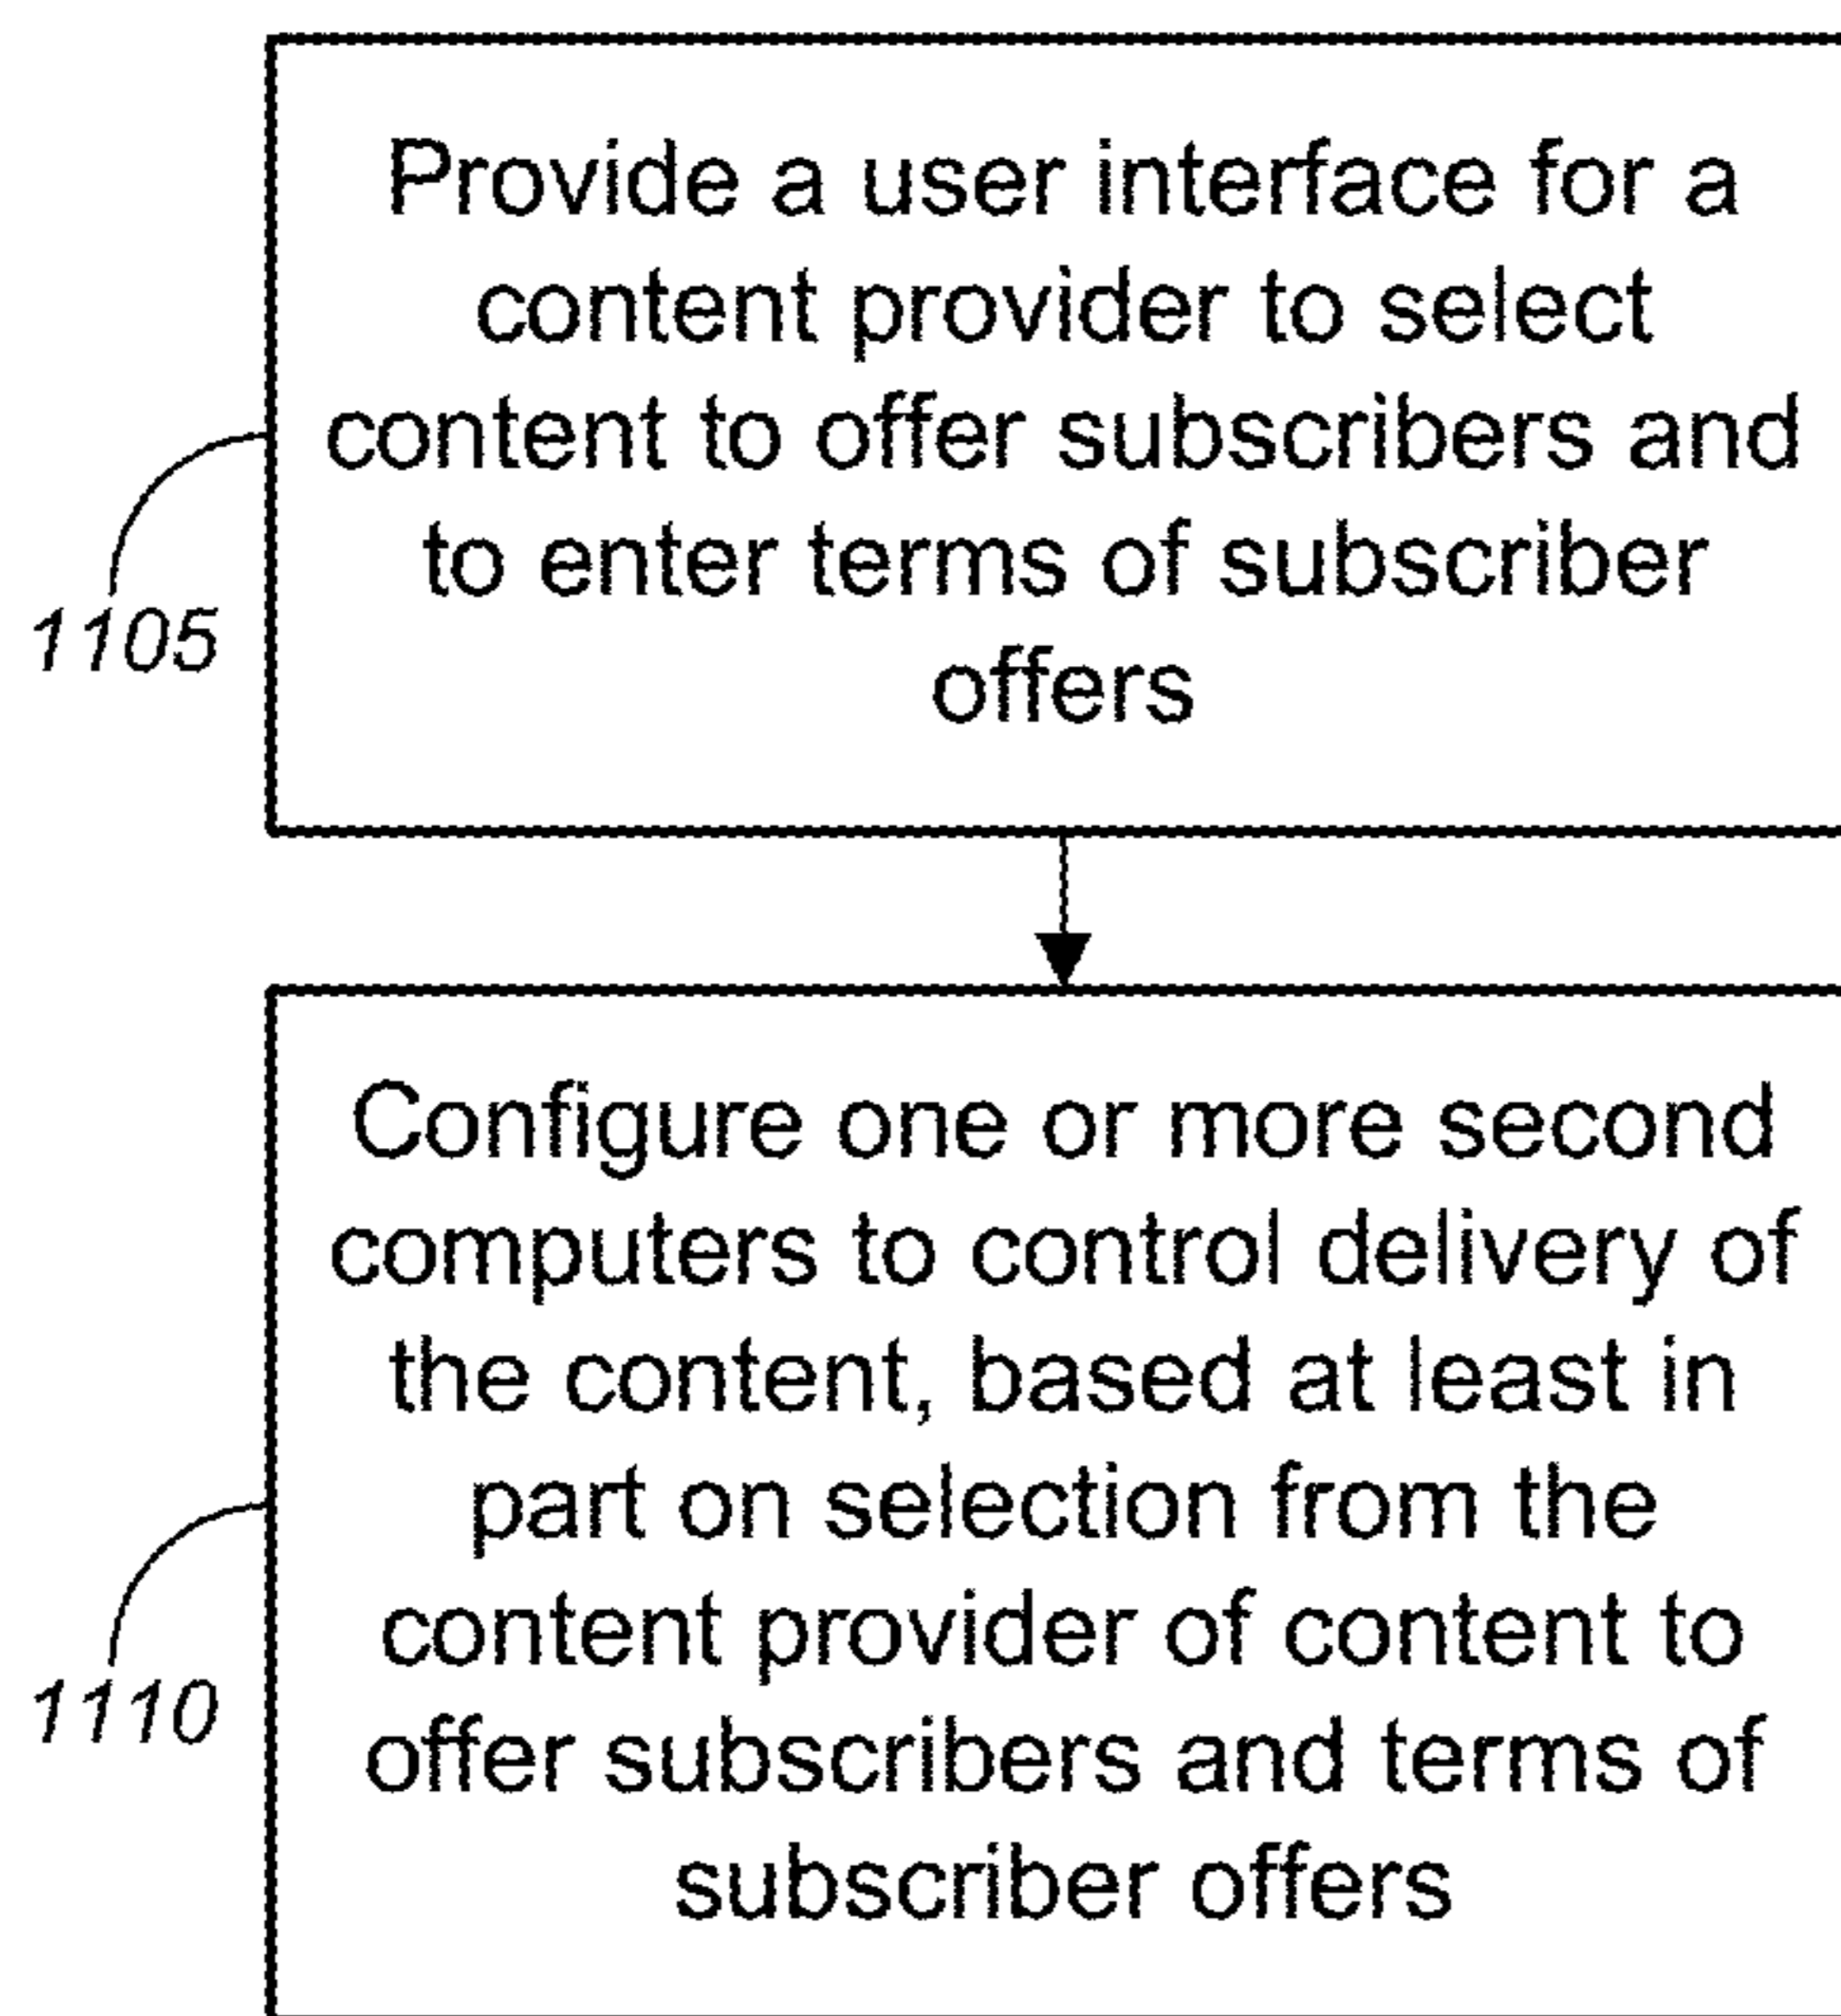 Provide a user interface for a
content provider to select
content to offer subscribers and
to enter terms of subscriber
offers
1105
Configure one or more second
computers to control delivery of
the content, based at least in
part on selection from the
content provider of content to
offer subscribers and terms of
subscriber offers
1110